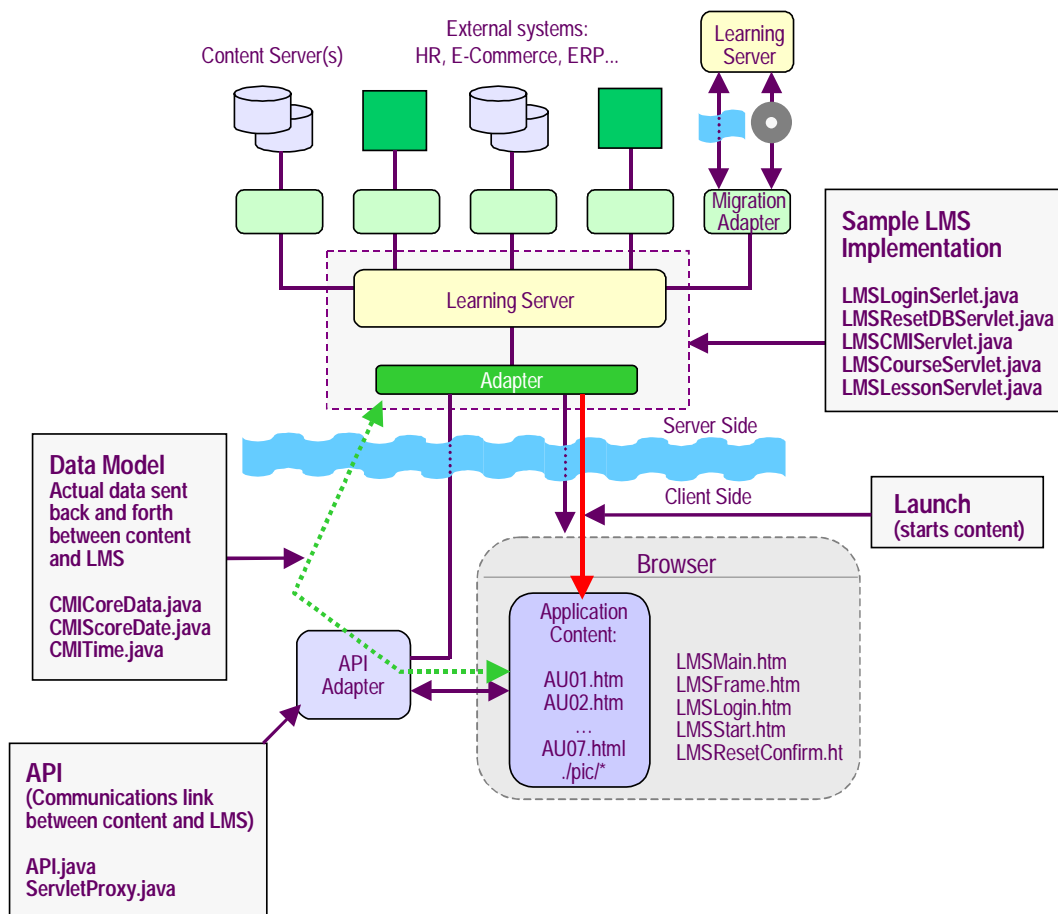 Content Server(s)
External systems:
HR, E-Commerce, ERP...
Learning
Server
Migration
Adapter
Sample LMS
Implementation
LMSLoginSerlet.java
LMSResetDBServlet.java
LMSCMIServlet.java
LMSCourseServlet.java
LMSLessonServlet.java
Learning Server
Adapter
Server Side
Client Side
Data Model
Actual data sent
back and forth
between content
and LMS
CMICoreData.java
CMIScoreDate.java
CMITime.java
Launch
(starts content)
Browser
Application
Content:
AU01.htm
AU02.htm
...
AU07.html
./pic/*
LMSMain.htm
LMSFrame.htm
LMSLogin.htm
LMSStart.htm
LMSResetConfirm.ht
API
Adapter
API
(Communications link
between content and LMS)
API.java
ServletProxy.java